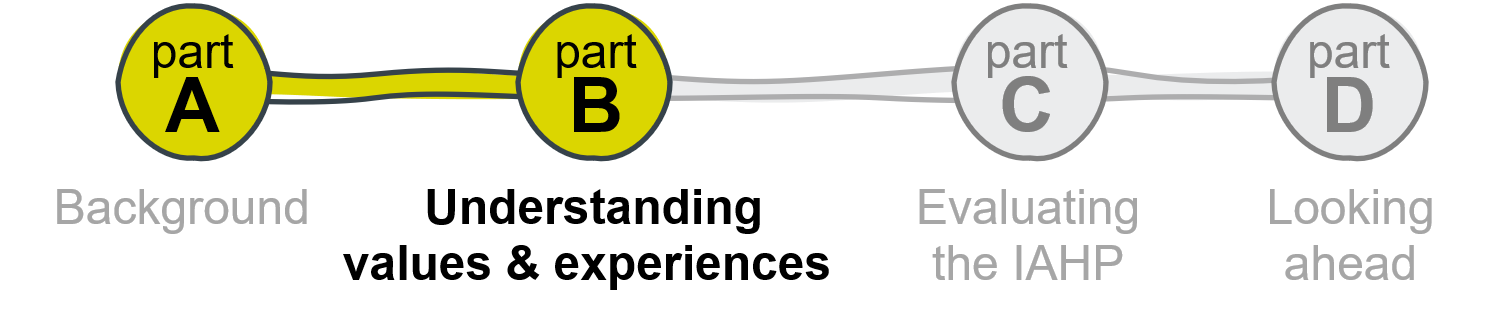 part
A
part
B
part
C
part
D
Background
Understanding
values & experiences
Evaluating
the IAHP
Looking
ahead